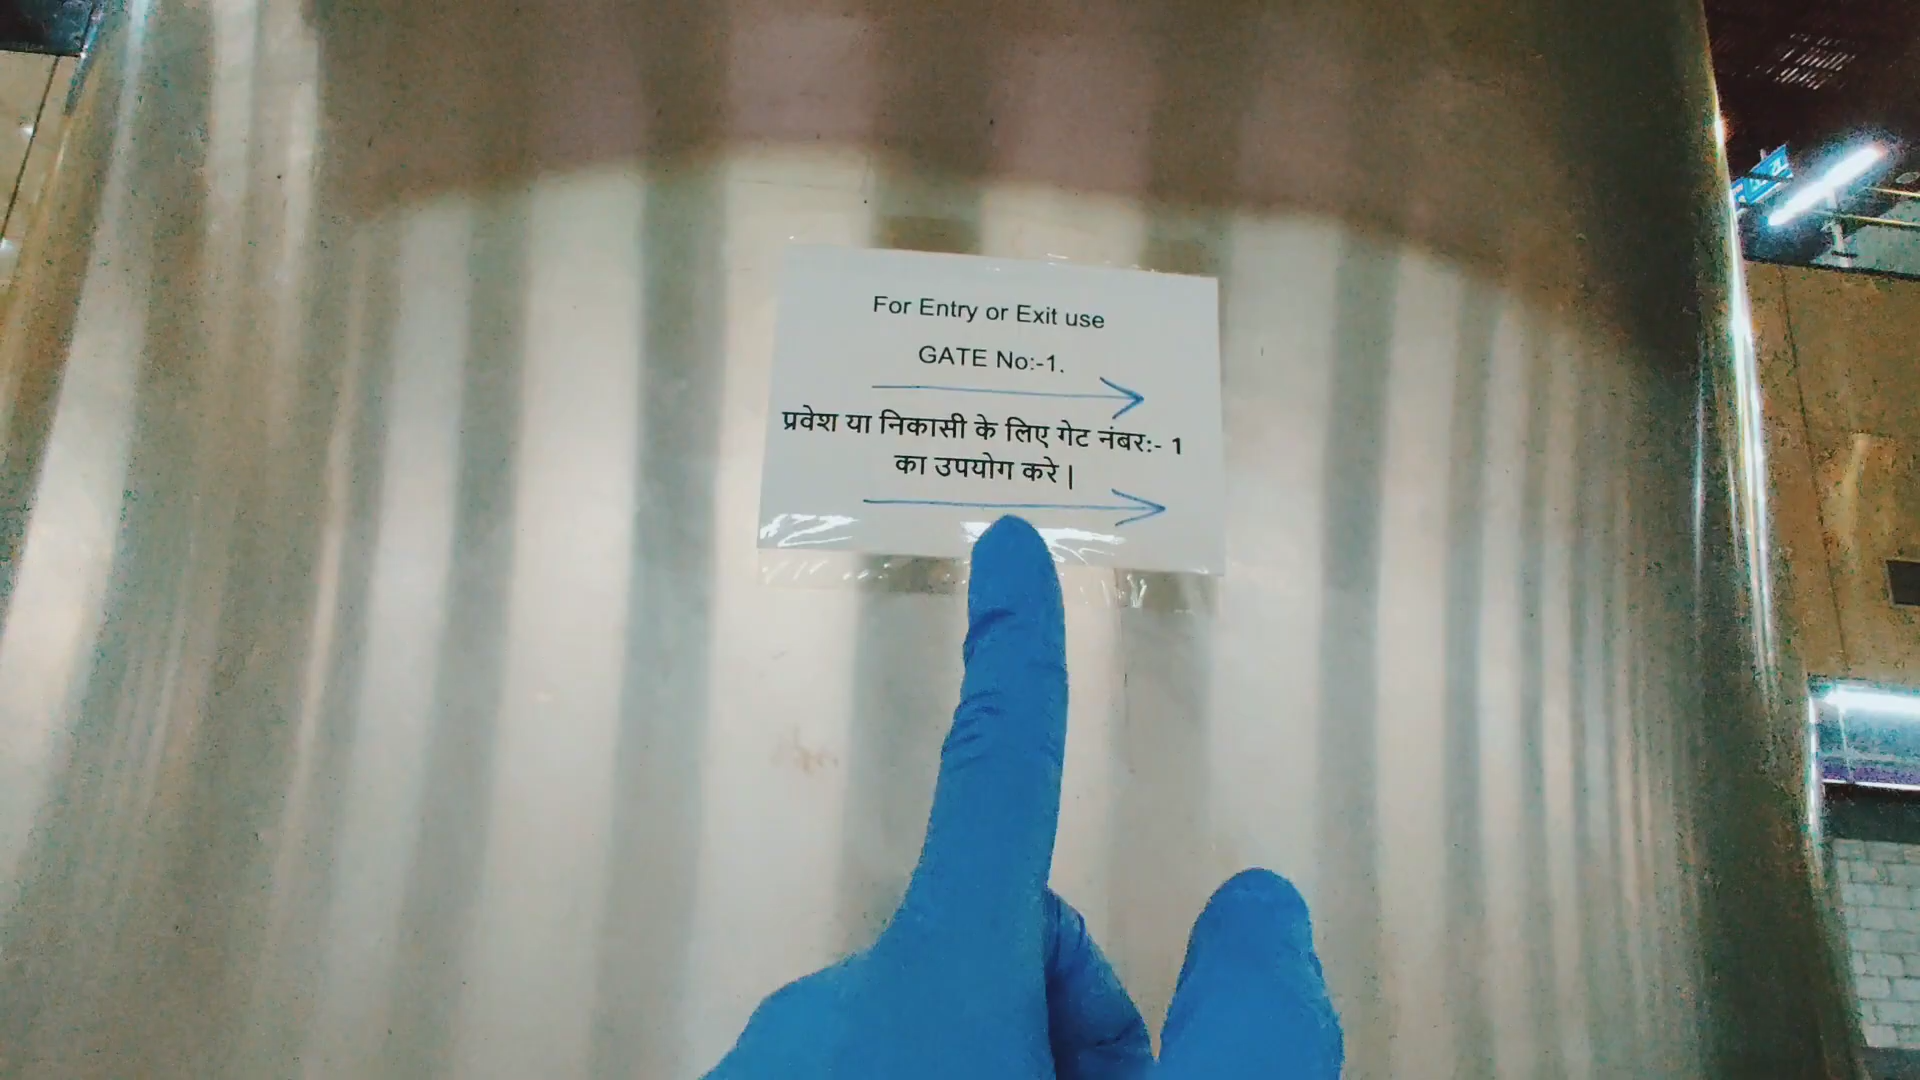 For Entry or Exit use
GATE No:-1.
प्रवेश या निकासी के लिए गेट नंबर:- 1
का उपयोग करे |